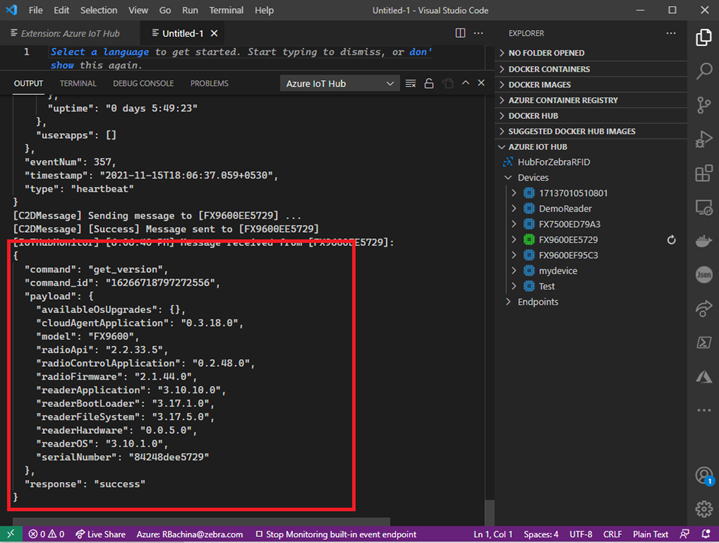 File Edit Selection View Go Run Terminal Help Untitled-1 - Visual Studio Code
Extension: Azure IoT Hub
Untitled-1
1 Select a language to get started. Start typing to dismiss, or don'
show this again.
OUTPUT TERMINAL DEBUG CONSOLE PROBLEMS Azure IoT Hub
},
"uptime": "0 days 5:49:23"
},
"userapps": []
},
"eventNum": 357,
"timestamp": "2021-11-15T18:06:37.059+0530",
"type": "heartbeat"
}
[C2DMessage] Sending message to [FX9600EE5729] ...
[C2DMessage] [Success] Message sent to [FX9600EE5729]
[IoTHubMonitor] [6:06:40 PM] Message received from [FX9600EE5729]:
{
"command": "get_version",
"command_id": "16266718797272556",
"payload": {
"availableOsUpgrades": {},
"cloudAgentApplication": "0.3.18.0",
"model": "FX9600",
"radioApi": "2.2.33.5",
"radioControlApplication": "0.2.48.0",
"radioFirmware": "2.1.44.0",
"readerApplication": "3.10.10.0",
"readerBootLoader": "3.17.1.0",
"readerFileSystem": "3.17.5.0",
"readerHardware": "0.0.5.0",
"readerOS": "3.10.1.0",
"serialNumber": "84248dee5729"
},
"response": "success"
}
EXPLORER
NO FOLDER OPENED
DOCKER CONTAINERS
DOCKER IMAGES
AZURE CONTAINER REGISTRY
DOCKER HUB
SUGGESTED DOCKER HUB IMAGES
AZURE IOT HUB
HubForZebraRFID
Devices
17137010510801
DemoReader
FX7500ED79A3
FX9600EE5729
FX9600EF95C3
mydevice
Test
Endpoints
json
1
0 0 Live Share Azure: RBachina@zebra.com Stop Monitoring built-in event endpoint Ln 1, Col 1 Spaces: 4 UTF-8 CRLF Plain Text